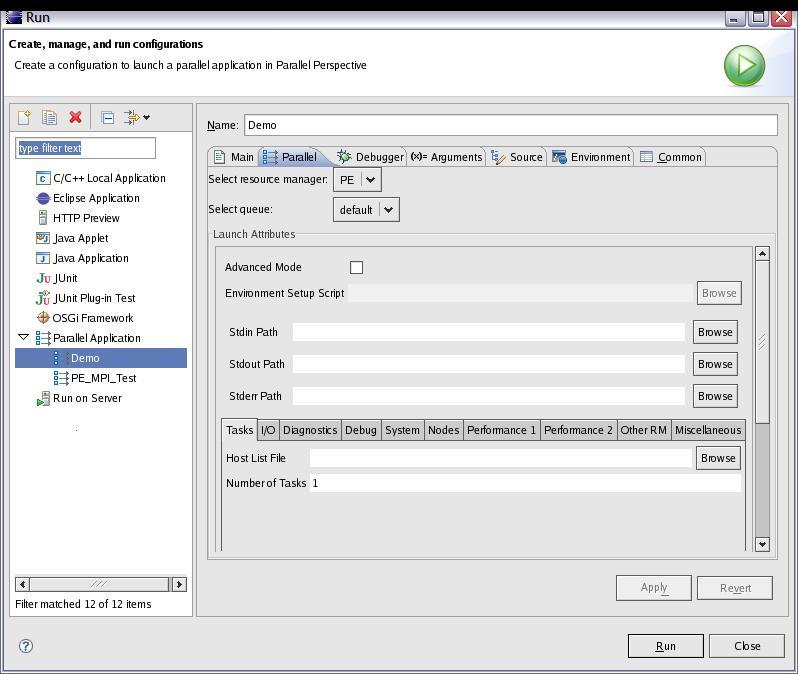 Run
Create, manage, and run configurations
Create a configuration to launch a parallel application in Parallel Perspective
type filter text
C/C++ Local Application
Eclipse Application
HTTP Preview
Java Applet
Java Application
JUnit
JUnit Plug-in Test
OSGi Framework
Parallel Application
Demo
PE_MPI_Test
Run on Server
Filter matched 12 of 12 items
Name: Demo
Main Parallel Debugger (x)= Arguments Source Environment Common
Select resource manager: PE
Select queue: default
Launch Attributes
Advanced Mode
Environment Setup Script Browse
Stdin Path Browse
Stdout Path Browse
Stderr Path Browse
Tasks I/O Diagnostics Debug System Nodes Performance 1 Performance 2 Other RM Miscellaneous
Host List File Browse
Number of Tasks 1
Apply Revert
Run Close